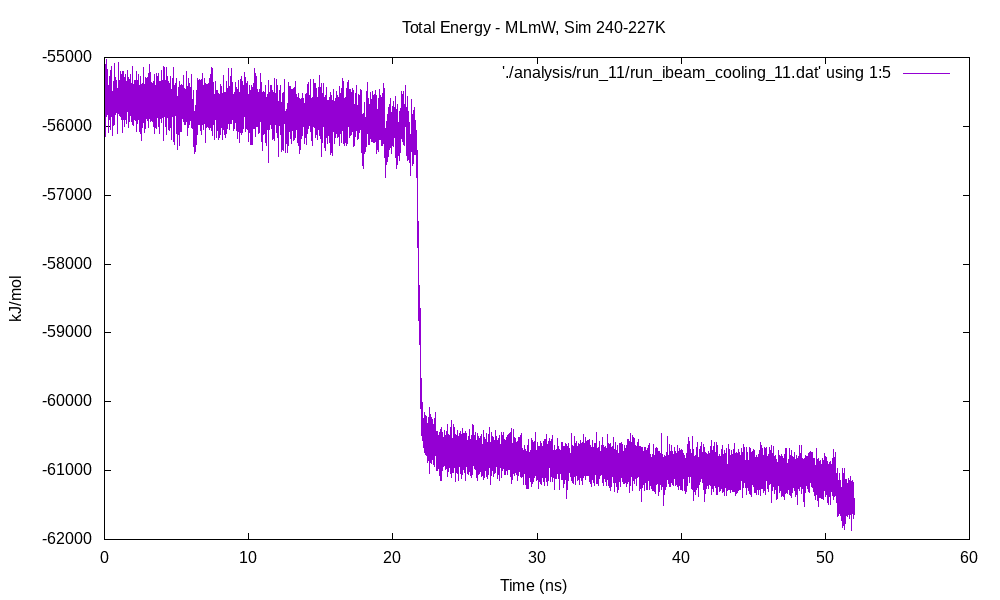 Total Energy - MLmW, Sim 240-227K
-55000
'./analysis/run_11/run_ibeam_cooling_11.dat' using 1:5
-56000
-57000
-58000
kJ/mol
-59000
-60000
-61000
-62000
0 10 20 30 40 50 60
Time (ns)